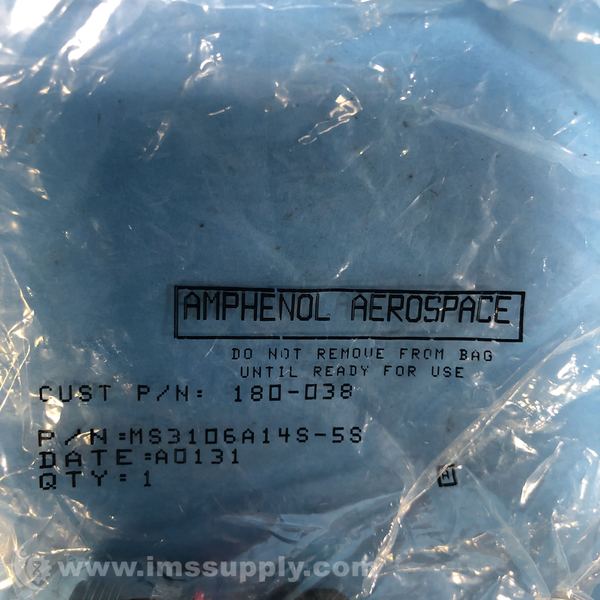 AMPHENOL AEROSPACE
DO NOT REMOVE FROM BAG
UNTIL READY FOR USE
CUST P/N: 180-038
P/N=MS3106A14S-5S
DATE=A0131
QTY= 1
A
www.imssupply.com